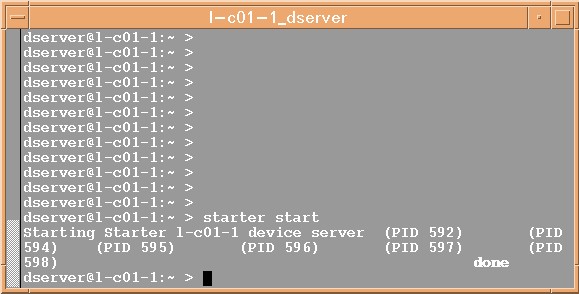 l-c01-1_dserver
dserver@l-c01-1:~ >
dserver@l-c01-1:~ >
dserver@l-c01-1:~ >
dserver@l-c01-1:~ >
dserver@l-c01-1:~ >
dserver@l-c01-1:~ >
dserver@l-c01-1:~ >
dserver@l-c01-1:~ >
dserver@l-c01-1:~ >
dserver@l-c01-1:~ >
dserver@l-c01-1:~ >
dserver@l-c01-1:~ >
dserver@l-c01-1:~ > starter start
Starting Starter l-c01-1 device server  (PID 592)       (PID
594)    (PID 595)       (PID 596)       (PID 597)       (PID
598)                                              done
dserver@l-c01-1:~ >